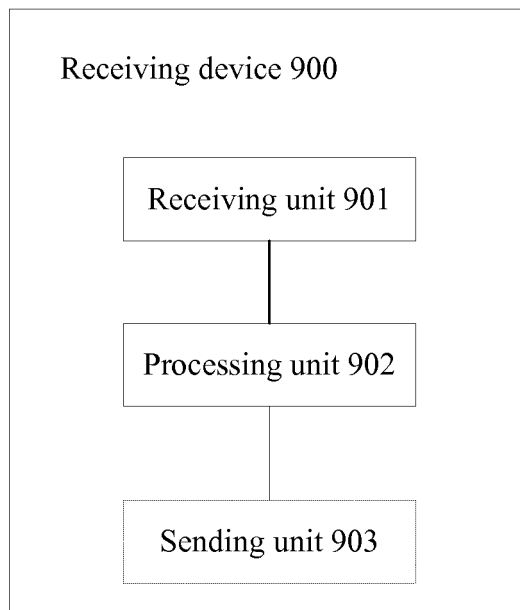 Receiving device 900
Receiving unit 901
Processing unit 902
Sending unit 903